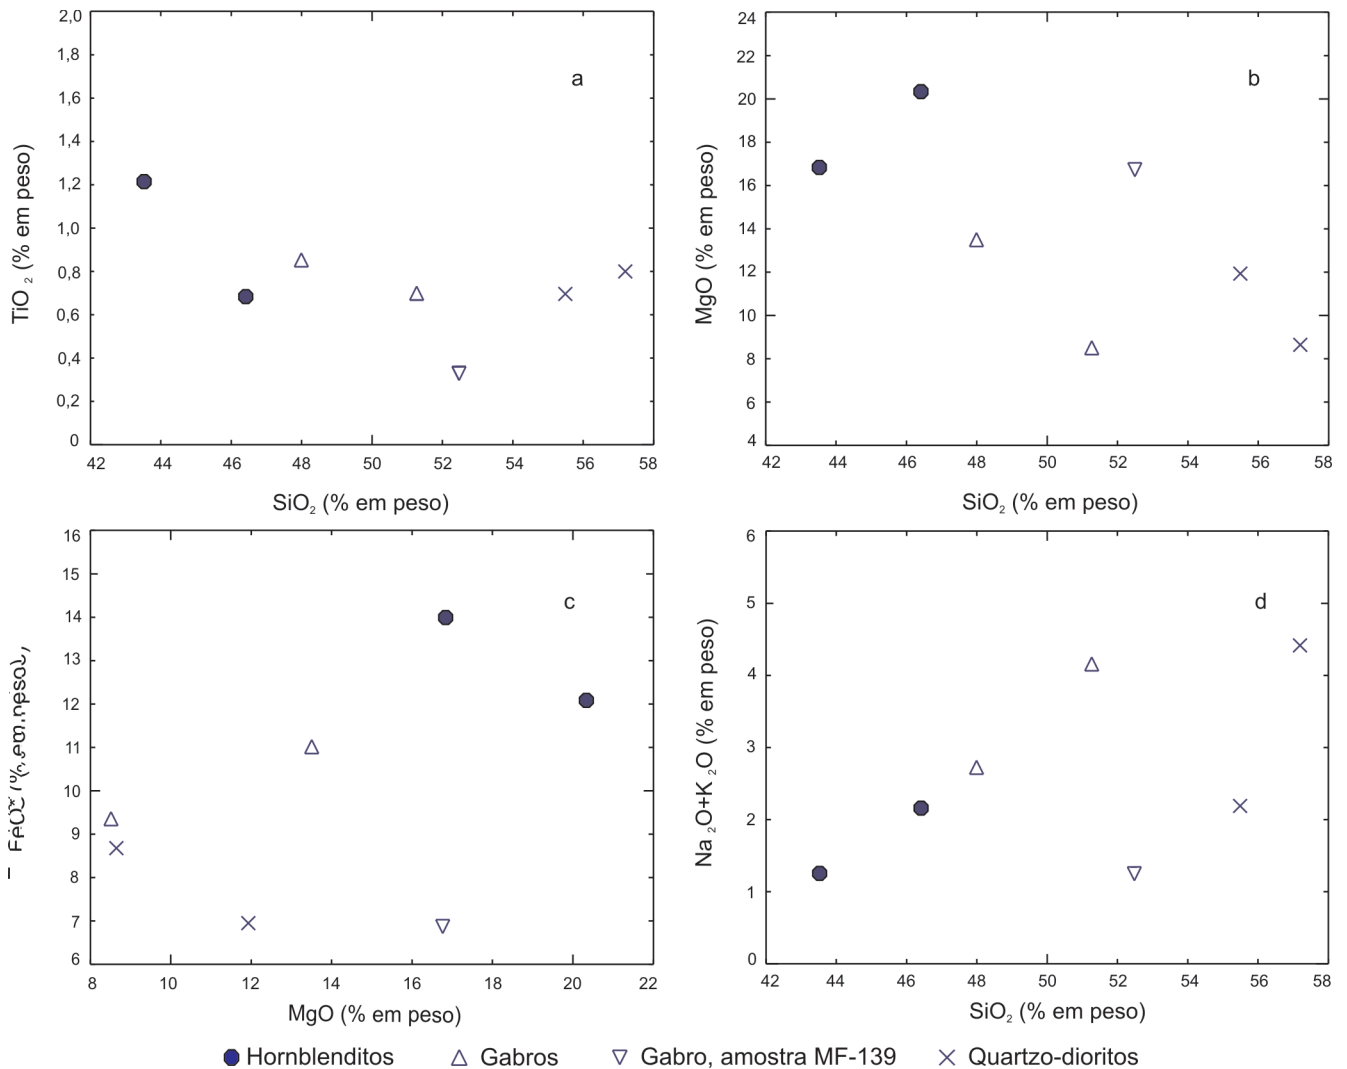 2,0
1,8
1,6
1,4
1,2
1,0
0,8
0,6
0,4
0,2
0
a
TiO₂ (% em peso)
42 44 46 48 50 52 54 56 58
SiO₂ (% em peso)
24
22
20
18
16
14
12
10
8
6
4
b
MgO (% em peso)
42 44 46 48 50 52 54 56 58
SiO₂ (% em peso)
16
15
14
13
12
11
10
9
8
7
6
c
8 10 12 14 16 18 20 22
MgO (% em peso)
6
5
4
3
2
1
0
d
Na₂O+K₂O (% em peso)
42 44 46 48 50 52 54 56 58
SiO₂ (% em peso)
Hornblenditos Gabros Gabro, amostra MF-139 Quartzo-dioritos